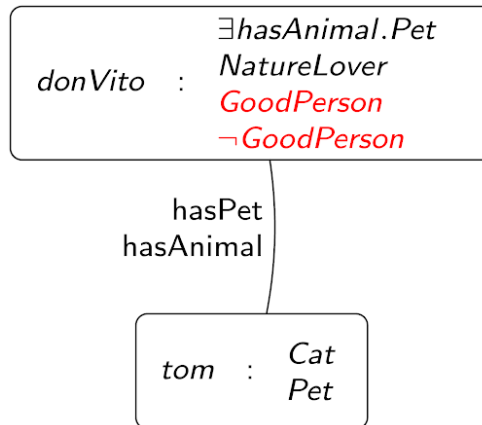 ∃hasAnimal.Pet
donVito : NatureLover
GoodPerson
¬GoodPerson
hasPet
hasAnimal
tom : Cat
Pet